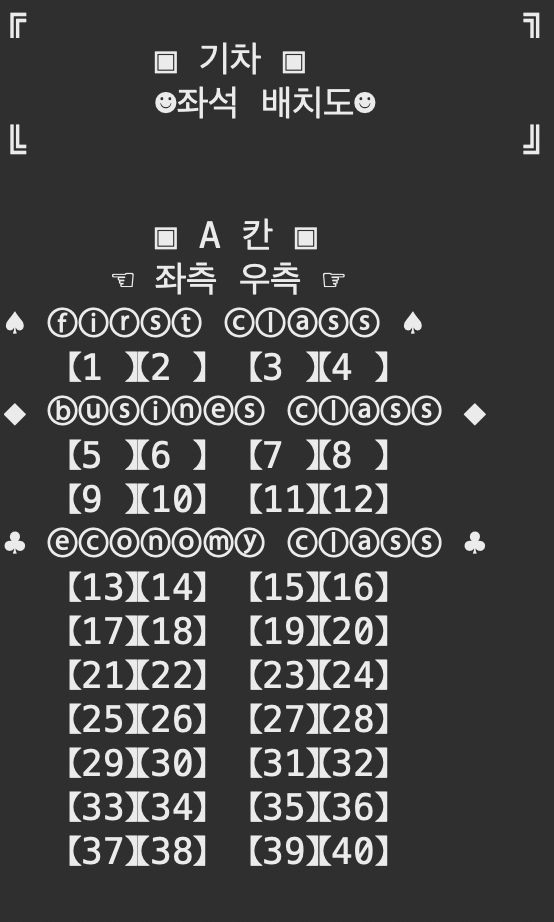 ╔ ╗
▣ 기차 ▣
☻좌석 배치도☻
╚ ╝
▣ A 칸 ▣
☜ 좌측 우측 ☞
♠ ⓕⓘⓡⓢⓣ ⓒⓛⓐⓢⓢ ♠
【1 】【2 】 【3 】【4 】
◆ ⓑⓤⓢⓘⓝⓔⓢ ⓒⓛⓐⓢⓢ ◆
【5 】【6 】 【7 】【8 】
【9 】【10】 【11】【12】
♣ ⓔⓒⓞⓝⓞⓜⓨ ⓒⓛⓐⓢⓢ ♣
【13】【14】 【15】【16】
【17】【18】 【19】【20】
【21】【22】 【23】【24】
【25】【26】 【27】【28】
【29】【30】 【31】【32】
【33】【34】 【35】【36】
【37】【38】 【39】【40】